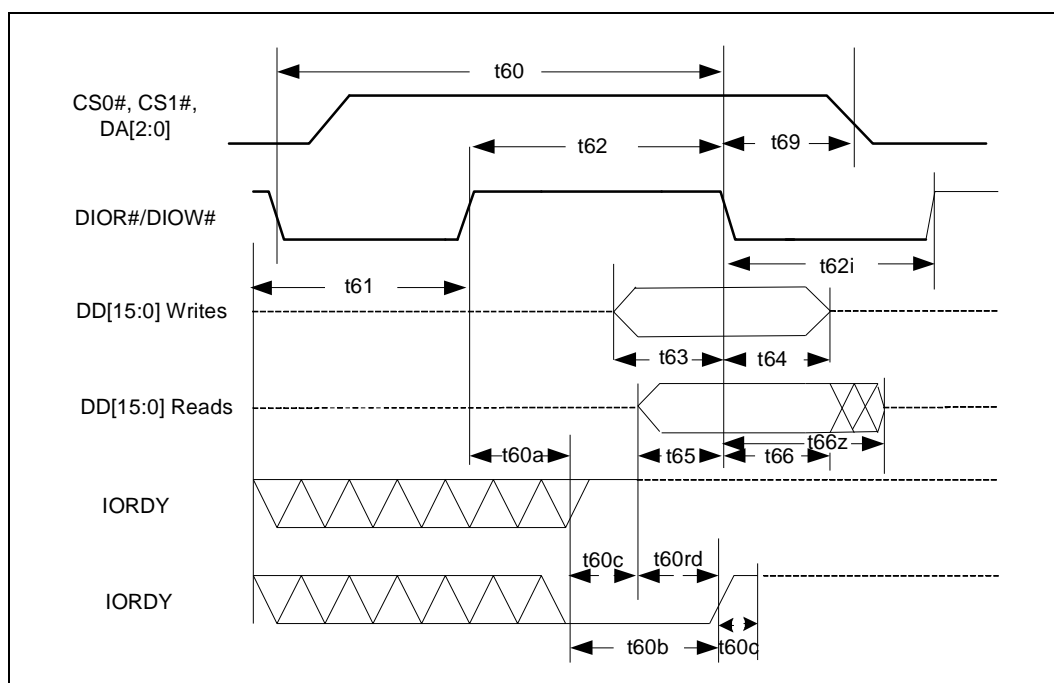 t60
CS0#, CS1#,
DA[2:0]
t62
t69
DIOR#/DIOW#
t62i
t61
DD[15:0] Writes
t63
t64
DD[15:0] Reads
t66z
t60a
t65
t66
IORDY
t60c
t60rd
IORDY
t60b
t60c